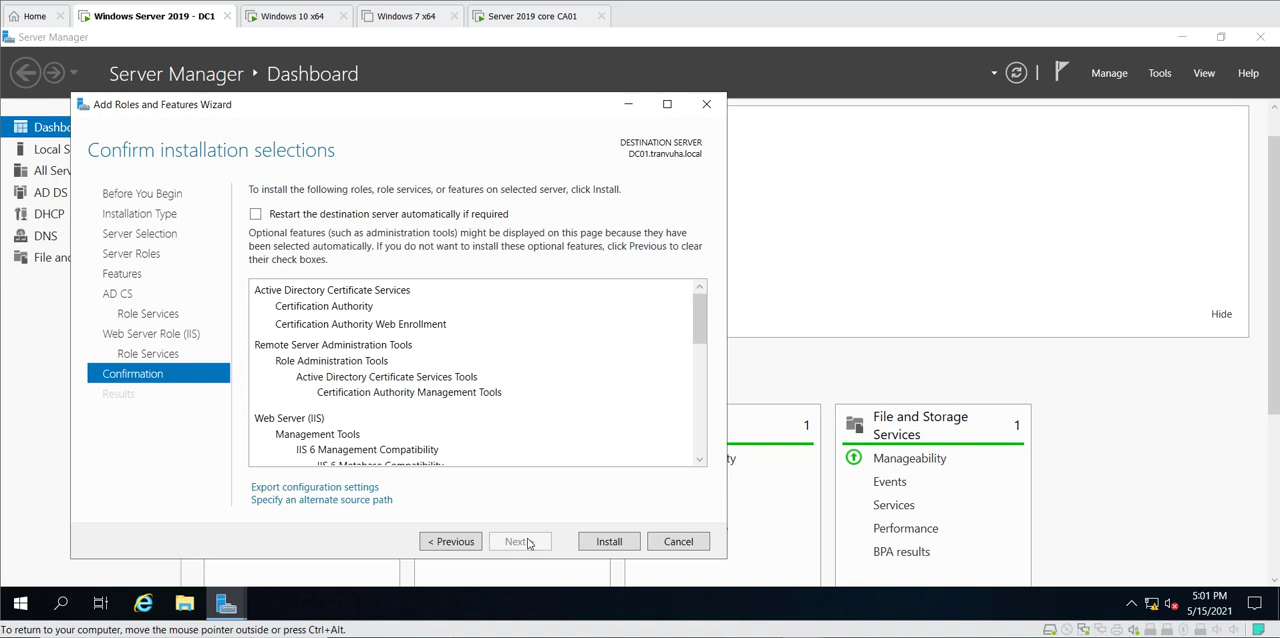 Home
Windows Server 2019 - DC1
Windows 10 x64
Windows 7 x64
Server 2019 core CA01
Server Manager
Server Manager • Dashboard
Manage
Tools
View
Help
Add Roles and Features Wizard
Confirm installation selections
DESTINATION SERVER
DC01.tranvuha.local
Dashbo
Local S
All Serv
AD DS
DHCP
DNS
File and
Before You Begin
Installation Type
Server Selection
Server Roles
Features
AD CS
Role Services
Web Server Role (IIS)
Role Services
Confirmation
Results
To install the following roles, role services, or features on selected server, click Install.
Restart the destination server automatically if required
Optional features (such as administration tools) might be displayed on this page because they have
been selected automatically. If you do not want to install these optional features, click Previous to clear
their check boxes.
Active Directory Certificate Services
Certification Authority
Certification Authority Web Enrollment
Remote Server Administration Tools
Role Administration Tools
Active Directory Certificate Services Tools
Certification Authority Management Tools
Web Server (IIS)
Management Tools
IIS 6 Management Compatibility
IIS 6 Metabase Compatibility
Export configuration settings
Specify an alternate source path
< Previous
Next
Install
Cancel
Hide
1
ty
File and Storage
Services
1
Manageability
Events
Services
Performance
BPA results
5:01 PM
5/15/2021
To return to your computer, move the mouse pointer outside or press Ctrl+Alt.